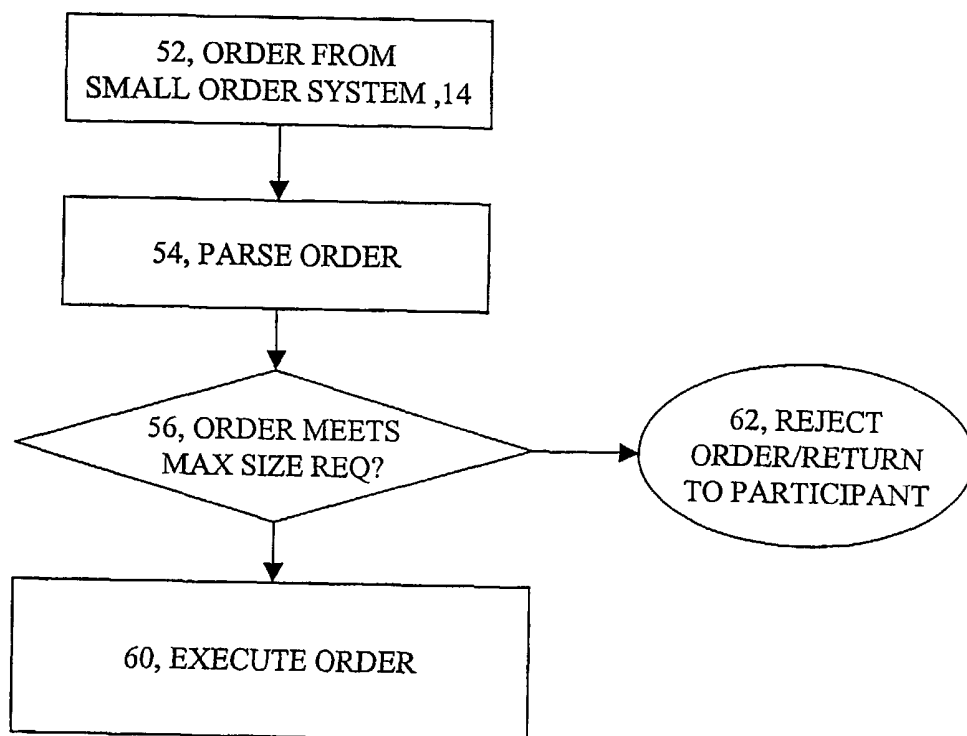 52, ORDER FROM
SMALL ORDER SYSTEM ,14
54, PARSE ORDER
56, ORDER MEETS
MAX SIZE REQ?
62, REJECT
ORDER/RETURN
TO PARTICIPANT
60, EXECUTE ORDER